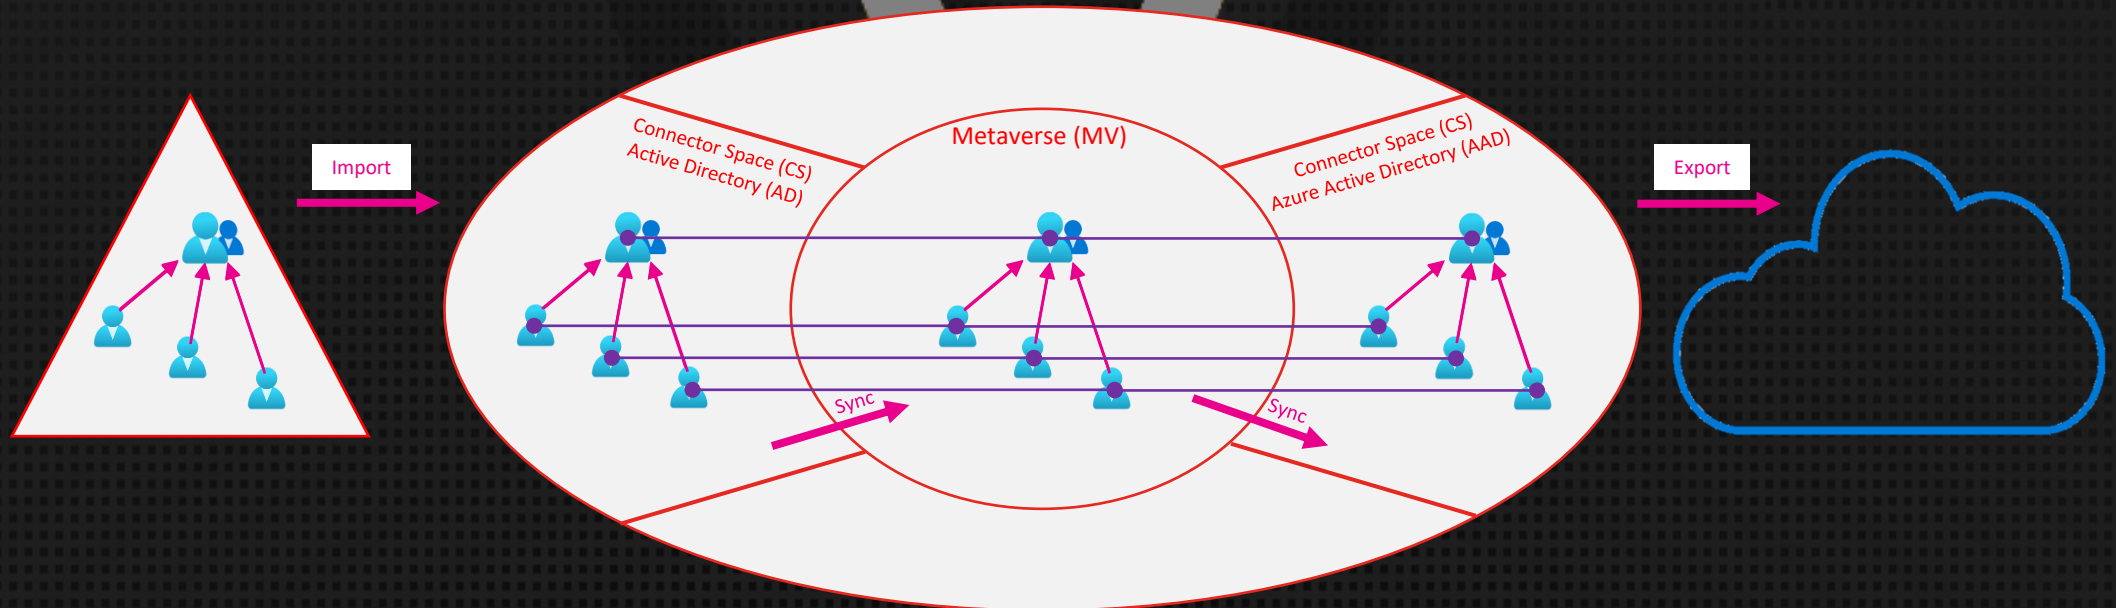 Import
Connector Space (CS)
Active Directory (AD)
Metaverse (MV)
Connector Space (CS)
Azure Active Directory (AAD)
Export
Sync
Sync